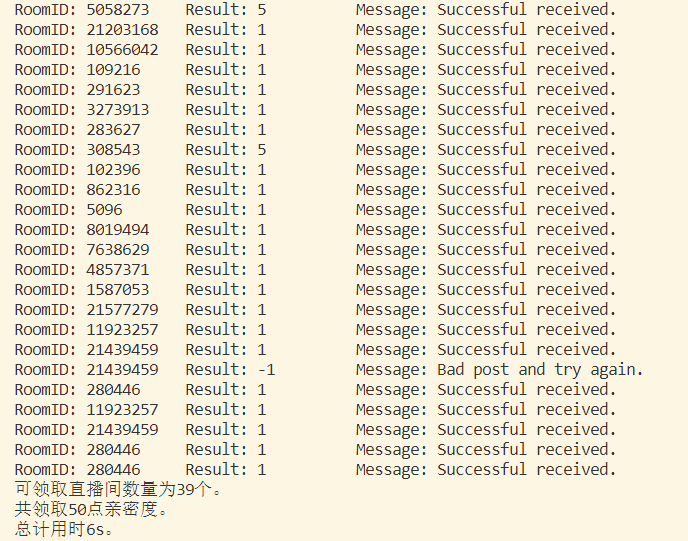 RoomID: 5058273 Result: 5 Message: Successful received.
RoomID: 21203168 Result: 1 Message: Successful received.
RoomID: 10566042 Result: 1 Message: Successful received.
RoomID: 109216 Result: 1 Message: Successful received.
RoomID: 291623 Result: 1 Message: Successful received.
RoomID: 3273913 Result: 1 Message: Successful received.
RoomID: 283627 Result: 1 Message: Successful received.
RoomID: 308543 Result: 5 Message: Successful received.
RoomID: 102396 Result: 1 Message: Successful received.
RoomID: 862316 Result: 1 Message: Successful received.
RoomID: 5096 Result: 1 Message: Successful received.
RoomID: 8019494 Result: 1 Message: Successful received.
RoomID: 7638629 Result: 1 Message: Successful received.
RoomID: 4857371 Result: 1 Message: Successful received.
RoomID: 1587053 Result: 1 Message: Successful received.
RoomID: 21577279 Result: 1 Message: Successful received.
RoomID: 11923257 Result: 1 Message: Successful received.
RoomID: 21439459 Result: 1 Message: Successful received.
RoomID: 21439459 Result: -1 Message: Bad post and try again.
RoomID: 280446 Result: 1 Message: Successful received.
RoomID: 11923257 Result: 1 Message: Successful received.
RoomID: 21439459 Result: 1 Message: Successful received.
RoomID: 280446 Result: 1 Message: Successful received.
RoomID: 280446 Result: 1 Message: Successful received.
可领取直播间数量为39个。
共领取50点亲密度。
总计用时6s。